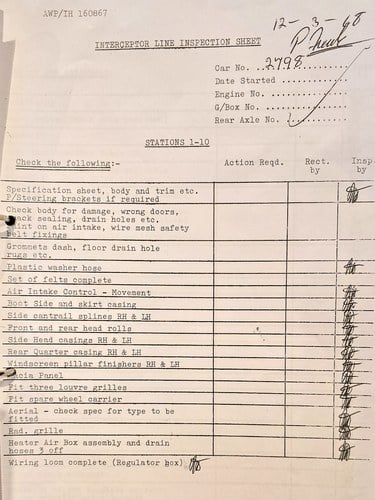 AWP/IH 160867
12-3-68
INTERCEPTOR LINE INSPECTION SHEET
Car No. ..2798...........
Date Started ............
Engine No. ..............
G/Box No. ...............
Rear Axle No. ...........
STATIONS 1-10
Check the following:- Action Reqd. Rect. by Insp. by
Specification sheet, body and trim etc.
P/Steering brackets if required
Check body for damage, wrong doors,
sealing, drain holes etc.
on air intake, wire mesh safety
belt fixings
Grommets dash, floor drain hole
etc.
Plastic washer hose
Set of felts complete
Air Intake Control - Movement
Boot Side and skirt casing
Side cantrail splines RH & LH
Front and rear head rolls
Side Head casings RH & LH
Rear Quarter casing RH & LH
Windscreen pillar finishers RH & LH
Facia Panel
Fit three louvre grilles
Fit spare wheel carrier
Aerial - check spec for type to be
fitted
Rad. grille
Heater Air Box assembly and drain
hoses 3 off
Wiring loom complete (Regulator box)